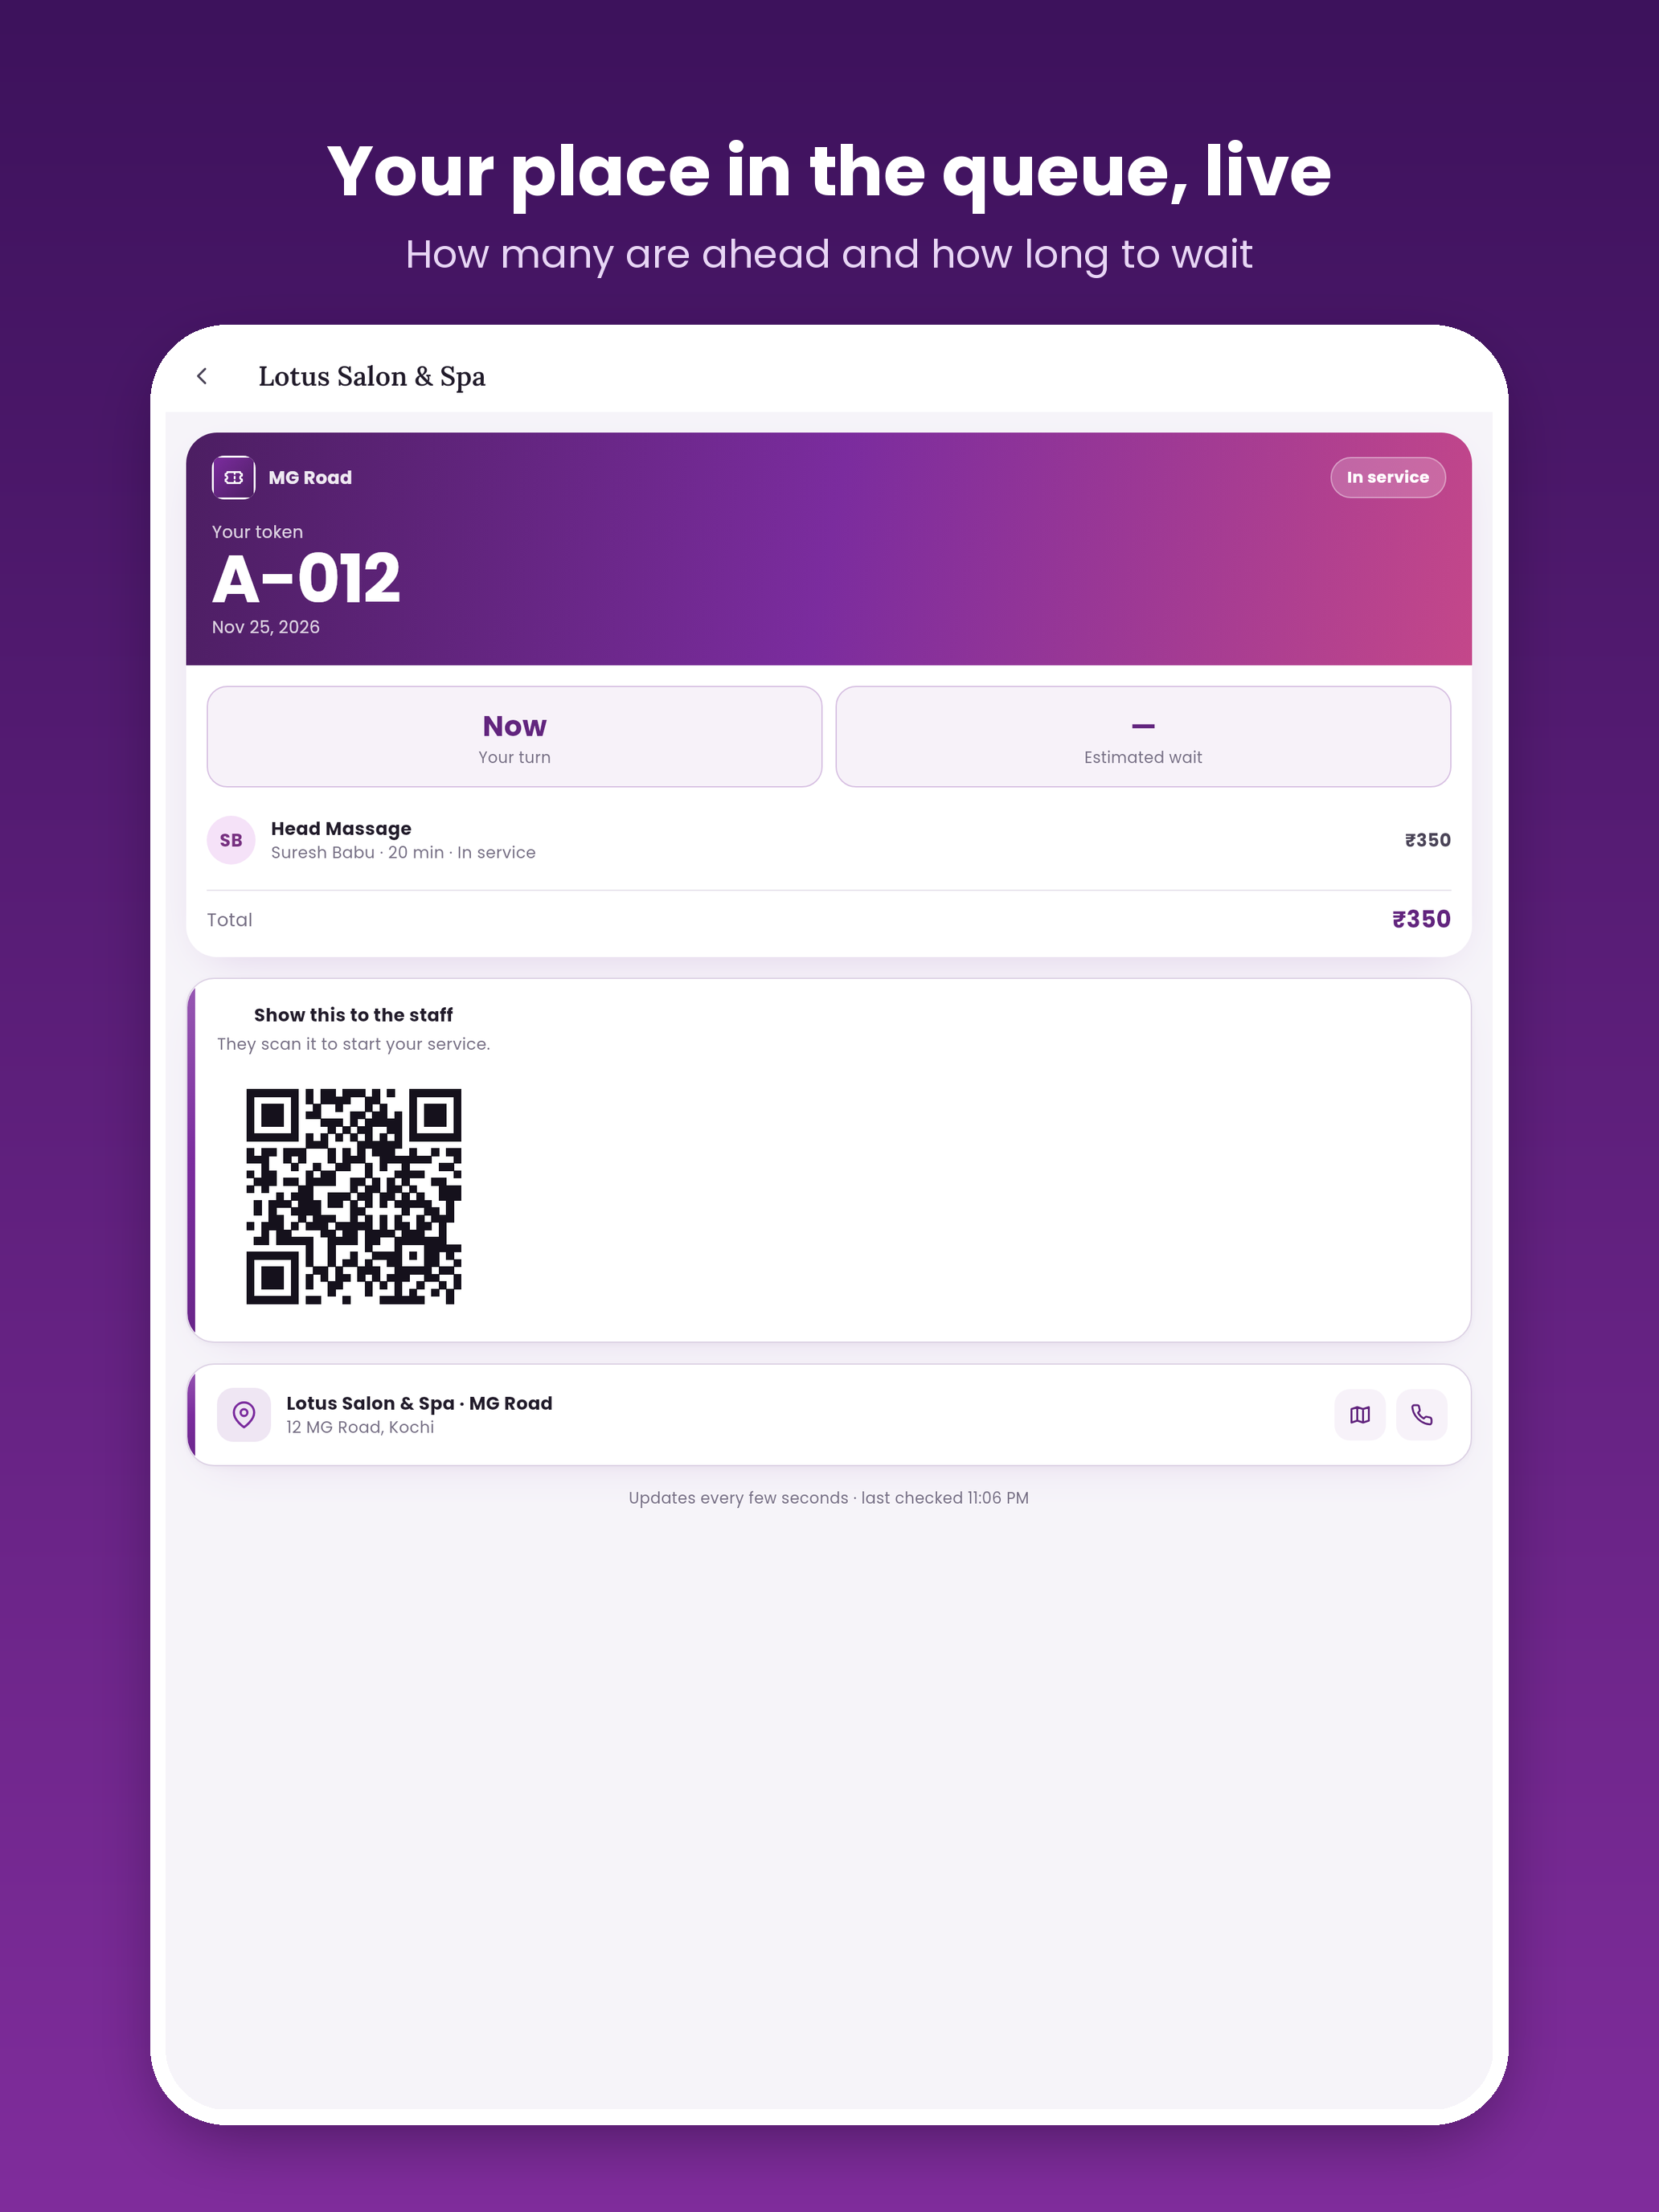 Your place in the queue, live
How many are ahead and how long to wait
Lotus Salon & Spa
MG Road
In service
Your token
A-012
Nov 25, 2026
Now
Your turn
—
Estimated wait
SB
Head Massage
Suresh Babu · 20 min · In service
₹350
Total
₹350
Show this to the staff
They scan it to start your service.
Lotus Salon & Spa · MG Road
12 MG Road, Kochi
Updates every few seconds · last checked 11:06 PM